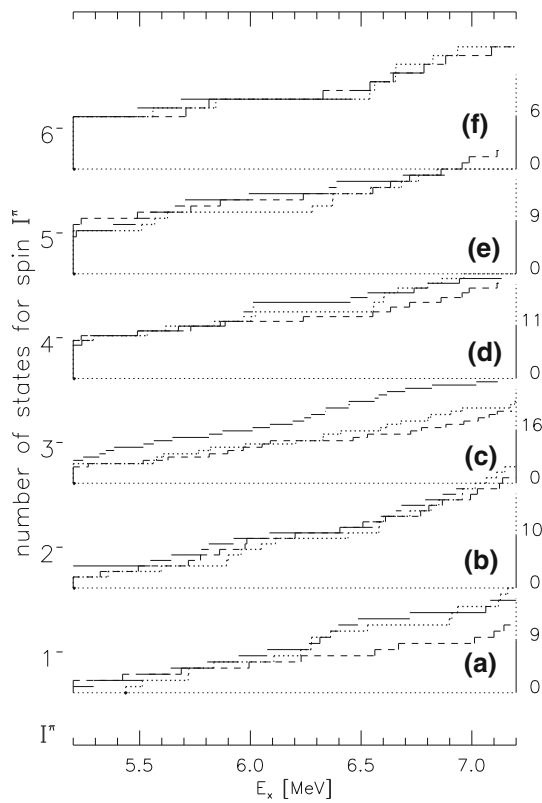 number of states for spin I^π
6
(f)
6
0
5
(e)
9
0
4
(d)
11
0
3
(c)
16
0
2
(b)
10
0
1
(a)
9
0
I^π
5.5 6.0 6.5 7.0
E_x [MeV]